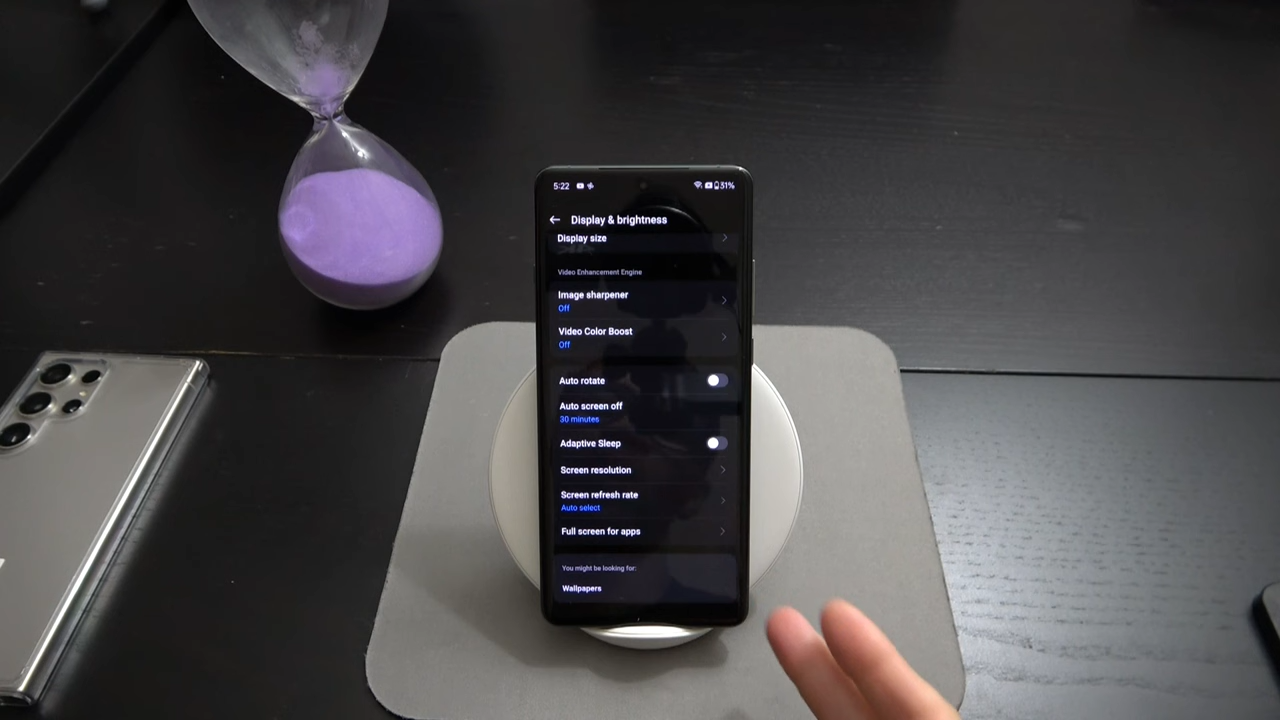 5:22 31%
Display & brightness
Display size
Video Enhancement Engine
Image sharpener
Off
Video Color Boost
Off
Auto rotate
Auto screen off
30 minutes
Adaptive Sleep
Screen resolution
Screen refresh rate
Auto select
Full screen for apps
You might be looking for:
Wallpapers